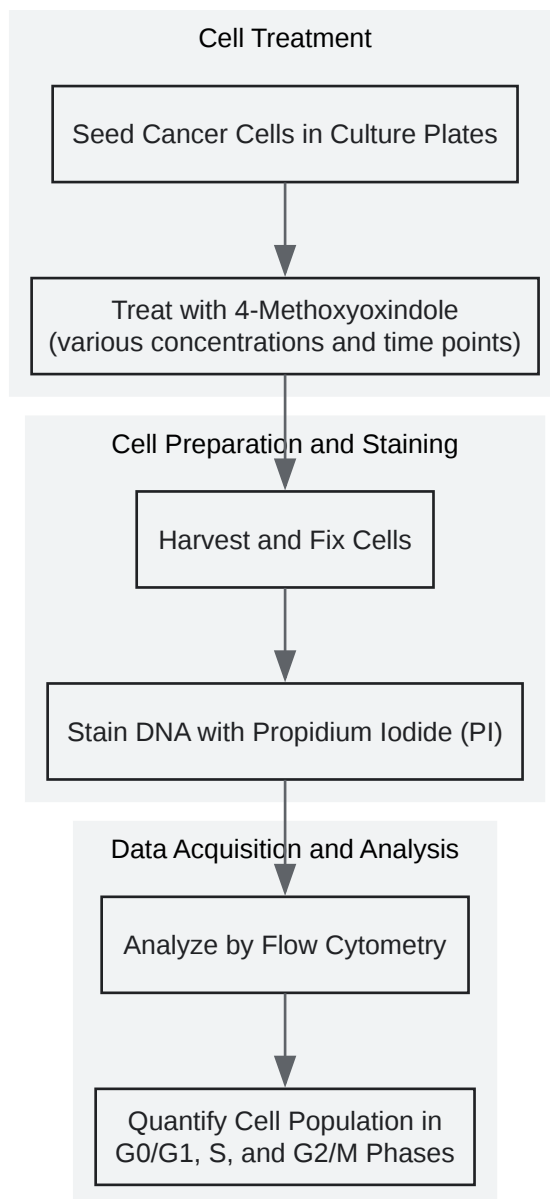 Cell Treatment
Seed Cancer Cells in Culture Plates
Treat with 4-Methoxyoxindole
(various concentrations and time points)
Cell Preparation and Staining
Harvest and Fix Cells
Stain DNA with Propidium Iodide (PI)
Data Acquisition and Analysis
Analyze by Flow Cytometry
Quantify Cell Population in
G0/G1, S, and G2/M Phases